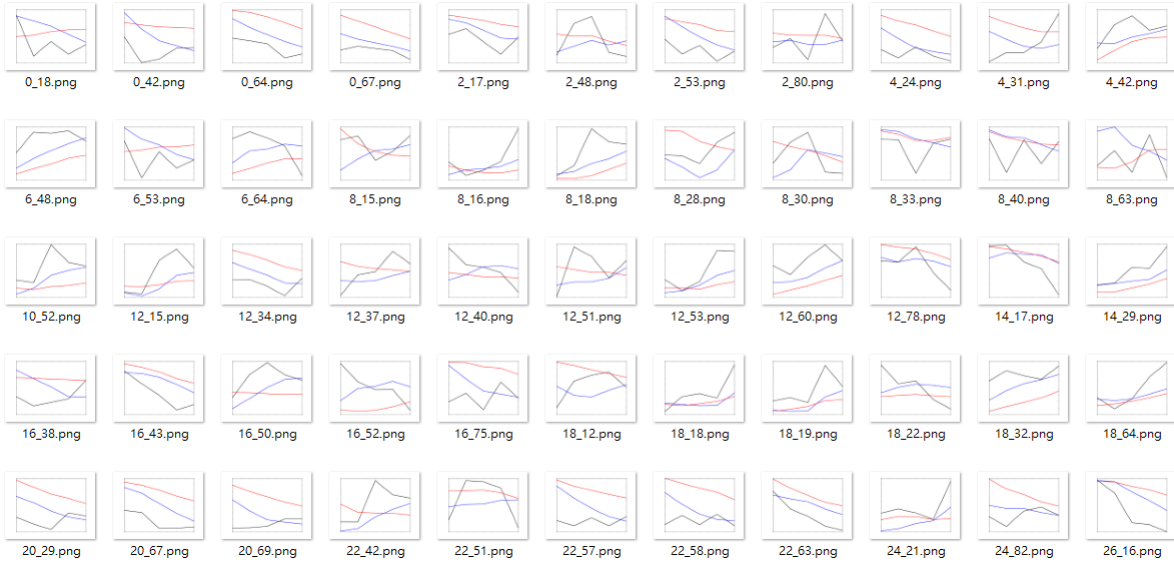 0_18.png 0_42.png 0_64.png 0_67.png 2_17.png 2_48.png 2_53.png 2_80.png 4_24.png 4_31.png 4_42.png
6_48.png 6_53.png 6_64.png 8_15.png 8_16.png 8_18.png 8_28.png 8_30.png 8_33.png 8_40.png 8_63.png
10_52.png 12_15.png 12_34.png 12_37.png 12_40.png 12_51.png 12_53.png 12_60.png 12_78.png 14_17.png 14_29.png
16_38.png 16_43.png 16_50.png 16_52.png 16_75.png 18_12.png 18_18.png 18_19.png 18_22.png 18_32.png 18_64.png
20_29.png 20_67.png 20_69.png 22_42.png 22_51.png 22_57.png 22_58.png 22_63.png 24_21.png 24_82.png 26_16.png